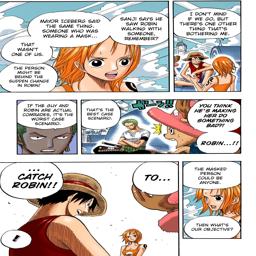 I DON'T MIND
IF WE GO, BUT
THERE'S ONE
OTHER THING
THAT'S
BOTHERING ME.
SANJI SAYS HE
SAW ROBIN
WALKING WITH
SOMEONE,
REMEMBER?
MAYOR ICEBERG SAID
THE SAME THING.
SOMEONE WHO WAS
WEARING A MASK...
THAT
WASN'T ONE
OF US.
THE PERSON
MIGHT BE
BEHIND THE
SUDDEN CHANGE
IN ROBIN?
YOU THINK
HE'S MAKING
HER DO
SOMETHING
BAD?!
ROBIN...!!
THAT'S THE
BEST CASE
SCENARIO.
IF THE GUY AND
ROBIN ARE ACTUAL
COMRADES, IT'S THE
WORST CASE
SCENARIO.
THE MASKED
PERSON
COULD BE
ANYONE.
THEN WHAT'S
OUR OBJECTIVE?
TO...
...
CATCH
ROBIN!!